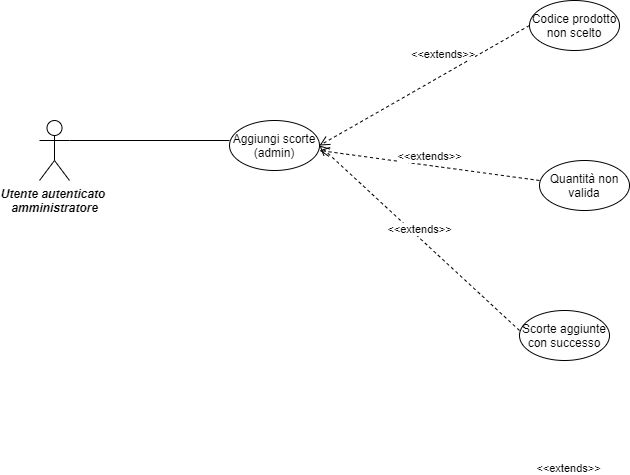 Codice prodotto
non scelto
<<extends>>
Aggiungi scorte
(admin)
<<extends>>
Quantità non
valida
Utente autenticato
amministratore
<<extends>>
Scorte aggiunte
con successo
<<extends>>